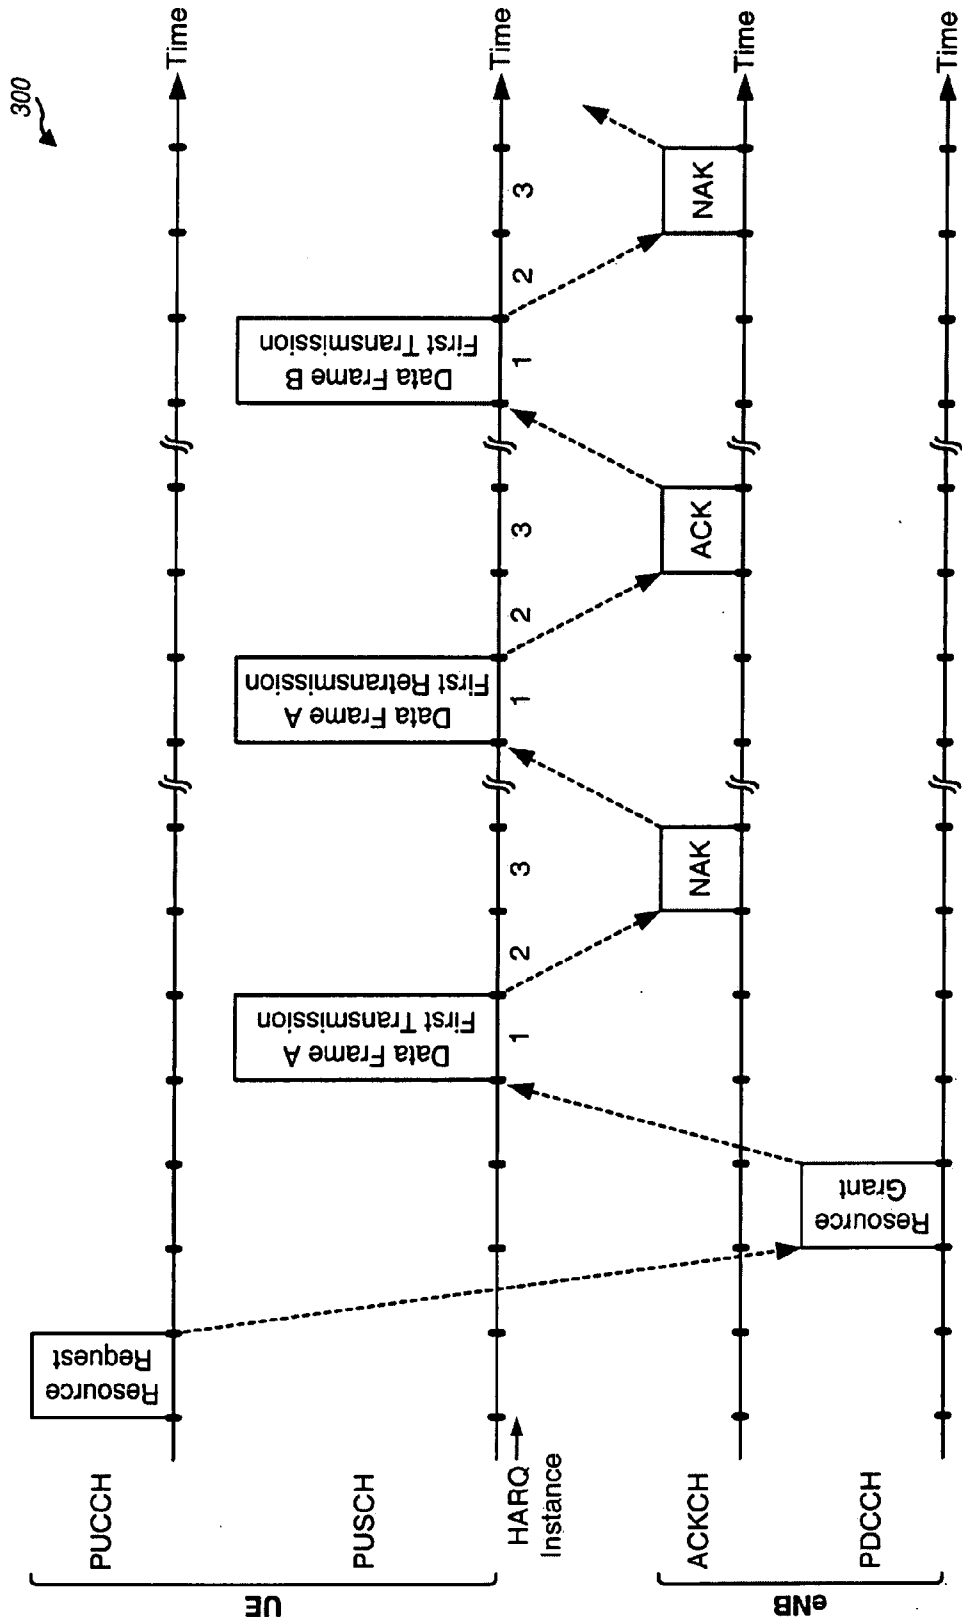 300
UE
PUCCH
Resource
Request
Time
PUSCH
Data Frame A
First Transmission
Data Frame A
First Retransmission
Data Frame B
First Transmission
Time
HARQ
Instance
1 2 3 1 2 3 1 2 3
eNB
ACKCH
NAK
ACK
NAK
Time
PDCCH
Resource
Grant
Time